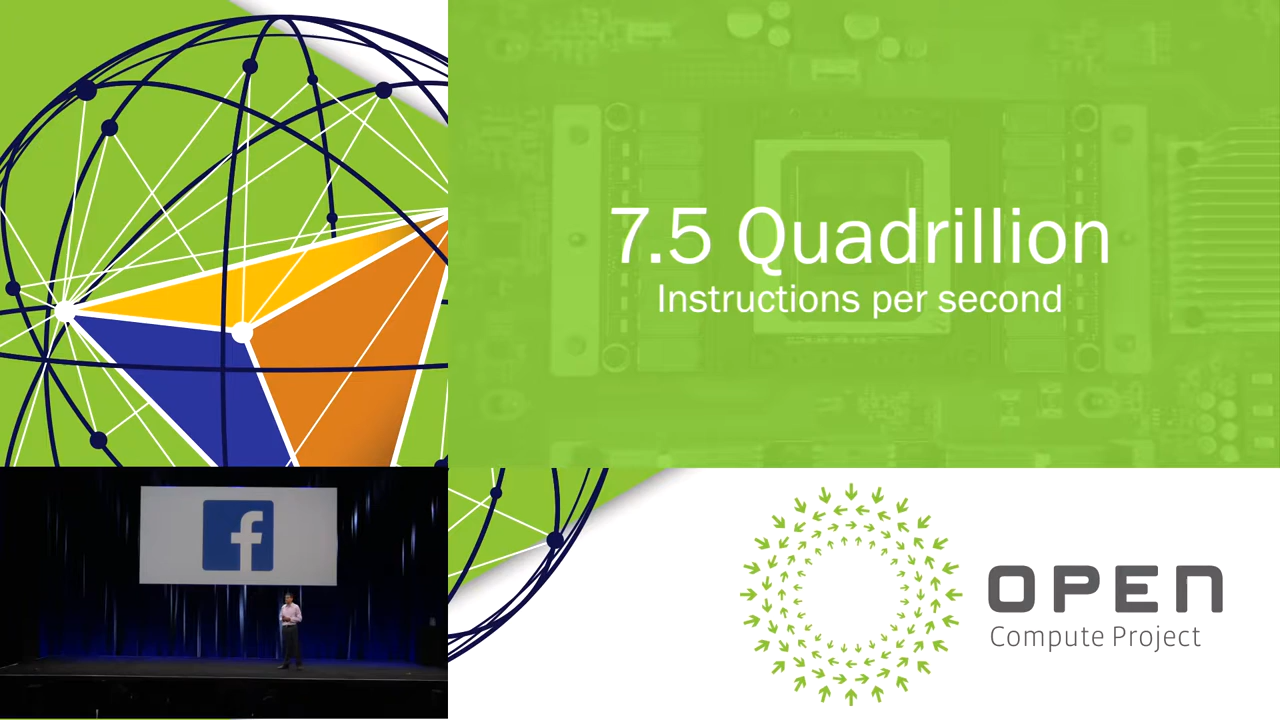 7.5 Quadrillion
Instructions per second
f
OPEN
Compute Project